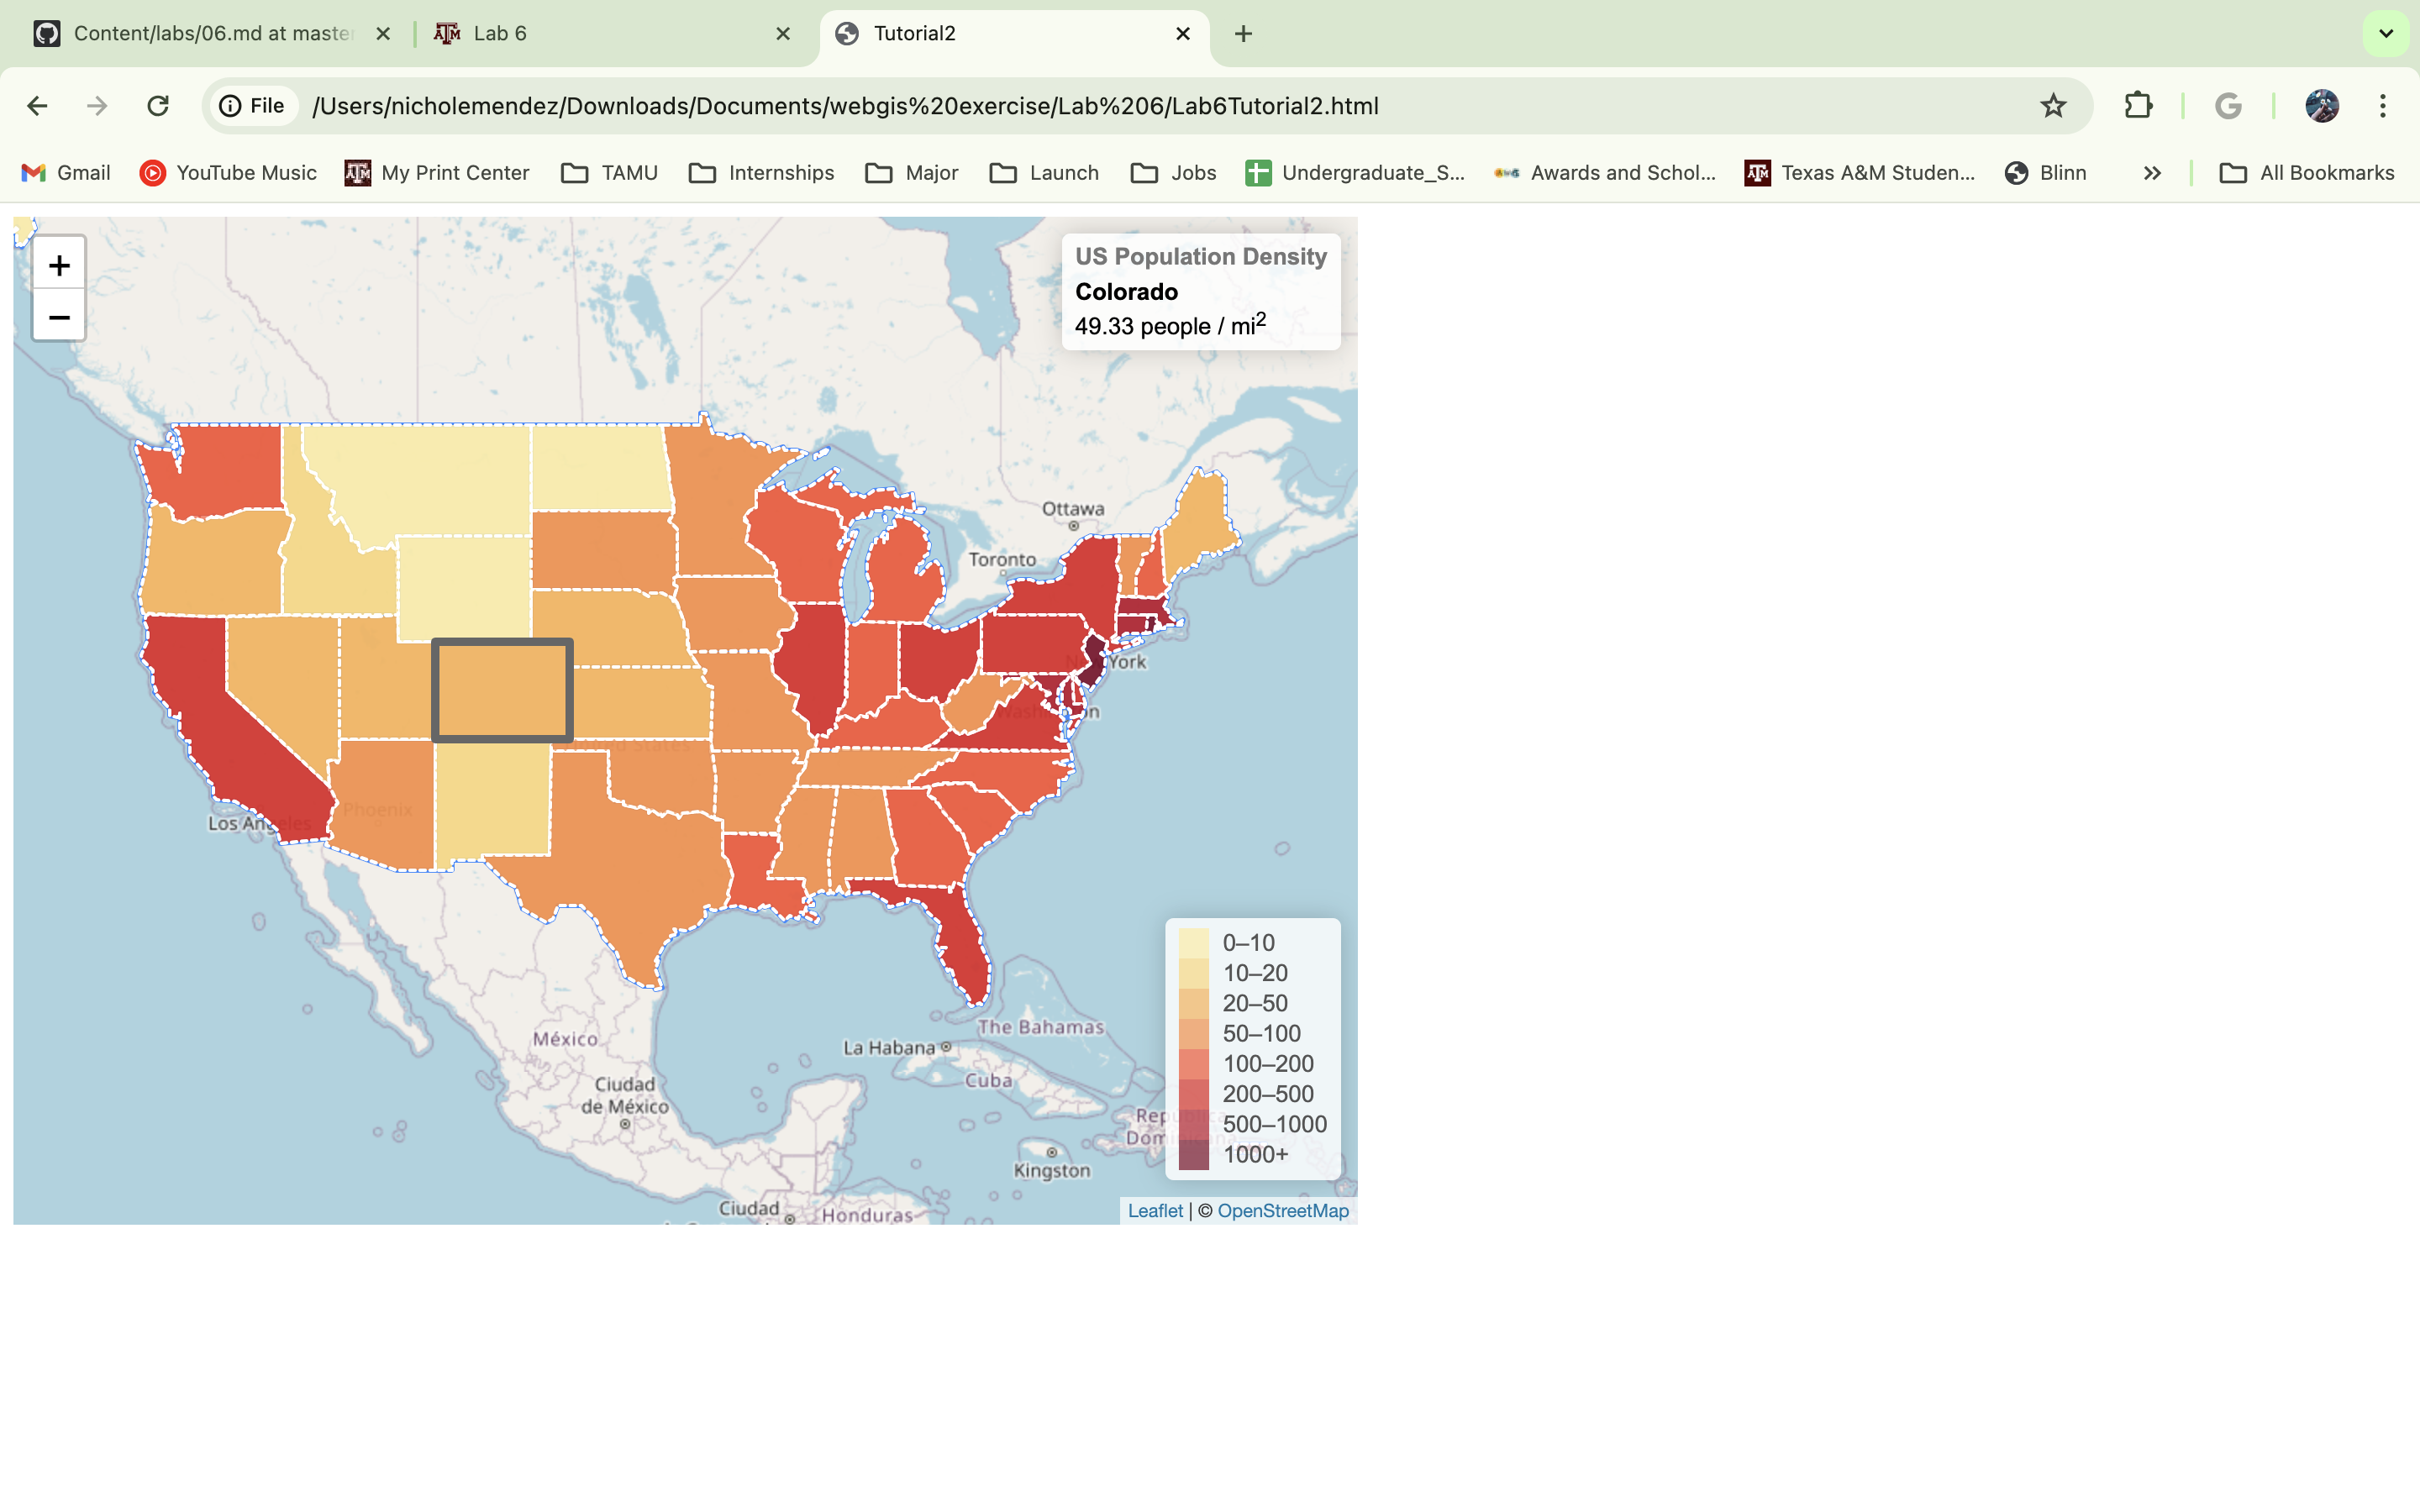 Content/labs/06.md at maste
Lab 6
Tutorial2
File
/Users/nicholemendez/Downloads/Documents/webgis%20exercise/Lab%206/Lab6Tutorial2.html
Gmail
YouTube Music
My Print Center
TAMU
Internships
Major
Launch
Jobs
Undergraduate_S...
Awards and Schol...
Texas A&M Studen...
Blinn
All Bookmarks
+
−
US Population Density
Colorado
49.33 people / mi2
Ottawa
Toronto
York
Washington
United States
Phoenix
Los Angeles
The Bahamas
La Habana
Cuba
México
Ciudad
de México
Kingston
Ciudad
Honduras
0–10
10–20
20–50
50–100
100–200
200–500
500–1000
1000+
Leaflet | © OpenStreetMap